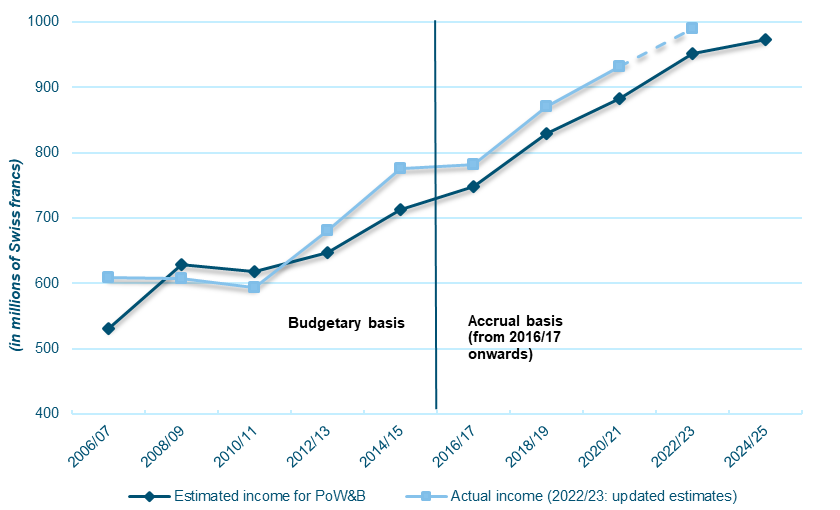 1000
900
800
700
600
500
400
(in millions of Swiss francs)
Budgetary basis
Accrual basis
(from 2016/17
onwards)
2006/07
2008/09
2010/11
2012/13
2014/15
2016/17
2018/19
2020/21
2022/23
2024/25
Estimated income for PoW&B
Actual income (2022/23: updated estimates)